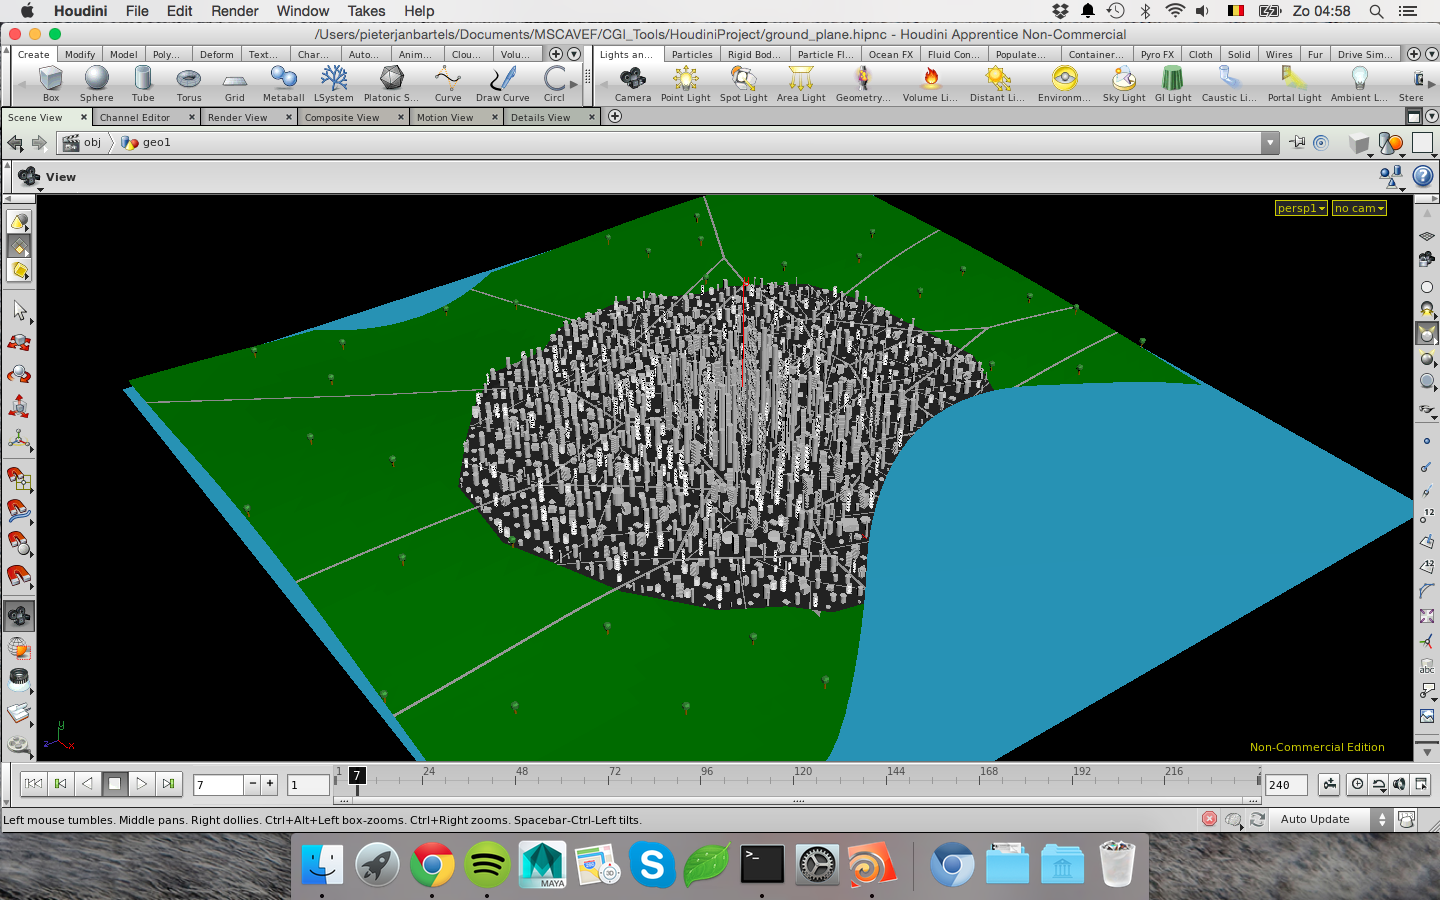 Houdini File Edit Render Window Takes Help Zo 04:58
/Users/pieterjanbartels/Documents/MSCAVEF/CGI_Tools/HoudiniProject/ground_plane.hipnc - Houdini Apprentice Non-Commercial
Create Modify Model Poly... Deform Text... Char... Auto... Anim... Clou... Volu... Lights an... Particles Rigid Bod... Particle Fl... Ocean FX Fluid Con... Populate... Container... Pyro FX Cloth Solid Wires Fur Drive Sim...
Box Sphere Tube Torus Grid Metaball LSystem Platonic S... Curve Draw Curve Circl Camera Point Light Spot Light Area Light Geometry... Volume Li... Distant Li... Environm... Sky Light GI Light Caustic Li... Portal Light Ambient L... Stere
Scene View Channel Editor Render View Composite View Motion View Details View
obj geo1
View
persp1 no cam
12
12
abc
y
z x
Non-Commercial Edition
7 1 1 7 24 48 72 96 120 144 168 192 216 2 240
Left mouse tumbles. Middle pans. Right dollies. Ctrl+Alt+Left box-zooms. Ctrl+Right zooms. Spacebar-Ctrl-Left tilts. Auto Update
MAYA 3D S >_